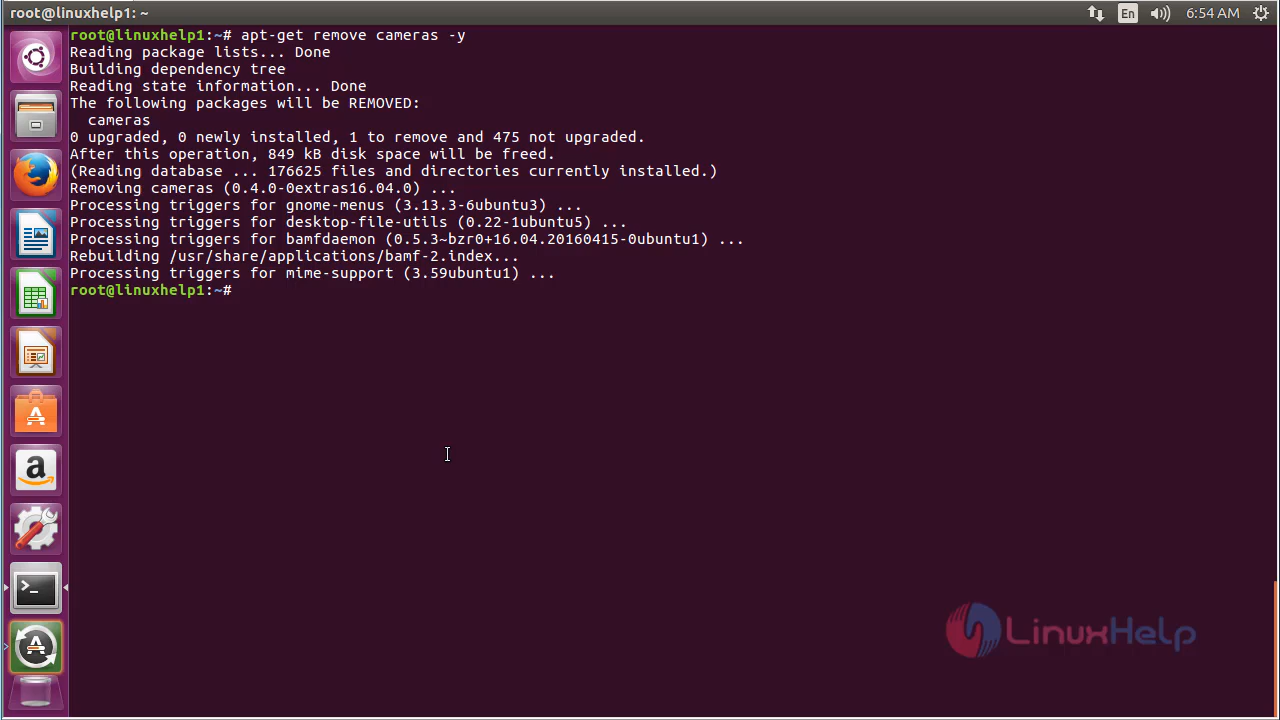 root@linuxhelp1: ~
En
6:54 AM
root@linuxhelp1:~# apt-get remove cameras -y
Reading package lists... Done
Building dependency tree
Reading state information... Done
The following packages will be REMOVED:
  cameras
0 upgraded, 0 newly installed, 1 to remove and 475 not upgraded.
After this operation, 849 kB disk space will be freed.
(Reading database ... 176625 files and directories currently installed.)
Removing cameras (0.4.0-0extras16.04.0) ...
Processing triggers for gnome-menus (3.13.3-6ubuntu3) ...
Processing triggers for desktop-file-utils (0.22-1ubuntu5) ...
Processing triggers for bamfdaemon (0.5.3~bzr0+16.04.20160415-0ubuntu1) ...
Rebuilding /usr/share/applications/bamf-2.index...
Processing triggers for mime-support (3.59ubuntu1) ...
root@linuxhelp1:~#
a
>_
LinuxHelp